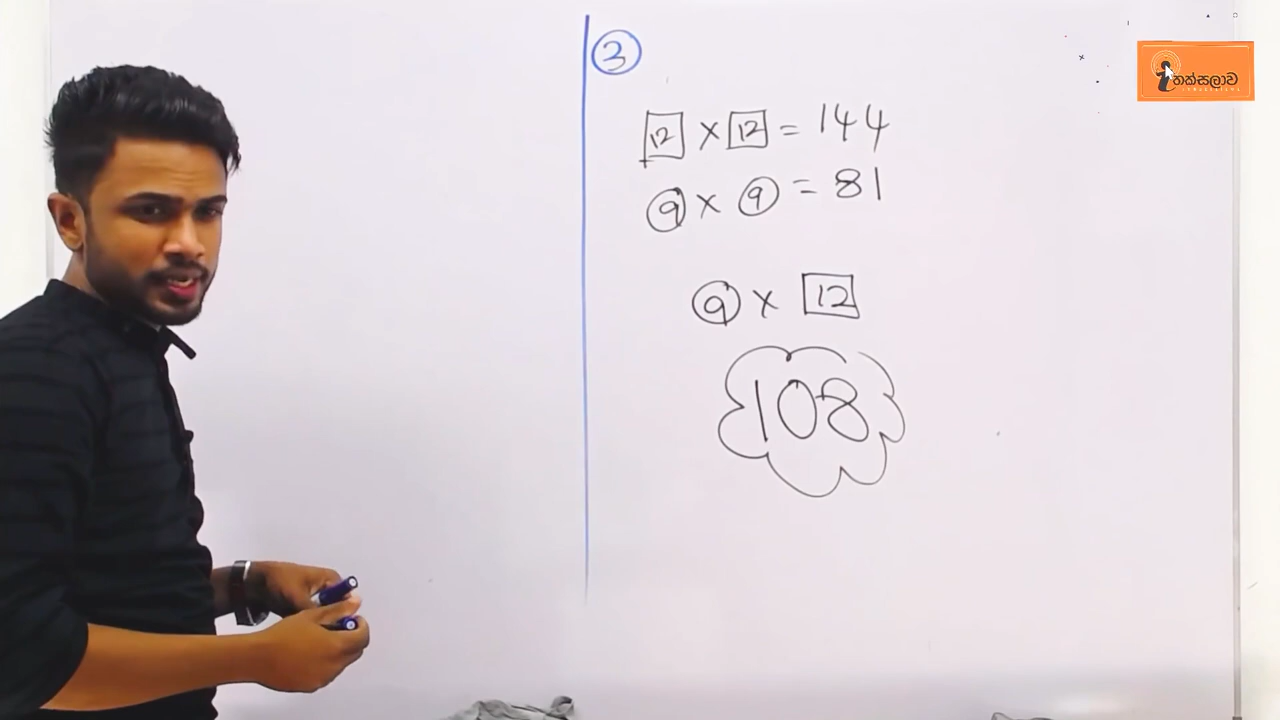 3
තක්සලාව
12 × 12 = 144
9 × 9 = 81
9 × 12
108